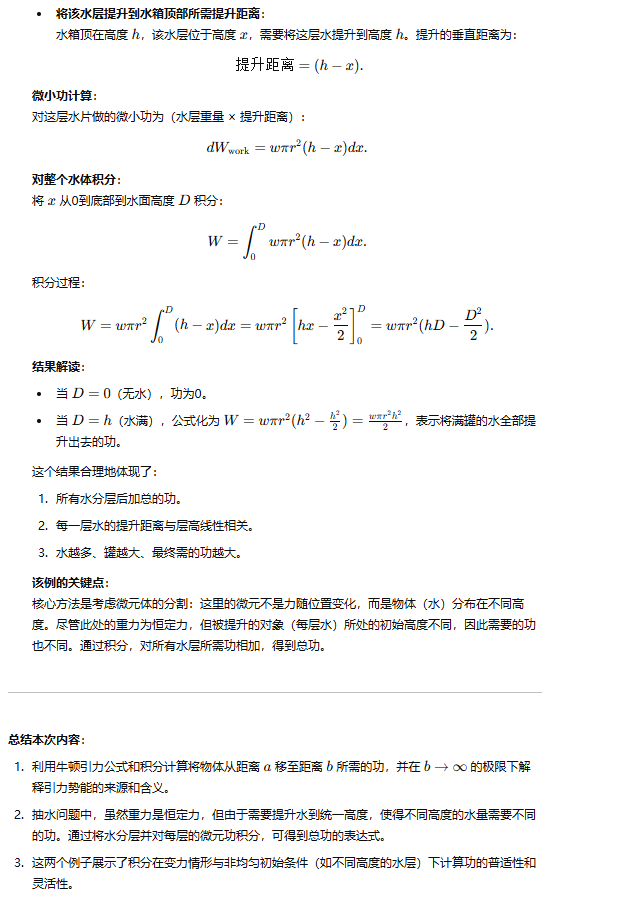 • 将该水层提升到水箱顶部所需提升距离：
水箱顶在高度 h，该水层位于高度 x，需要将这层水提升到高度 h。提升的垂直距离为：
提升距离 = (h − x).
微小功计算：
对这层水片做的微小功为（水层重量 × 提升距离）：
dW_work = wπr²(h − x)dx.
对整个水体积分：
将 x 从0到底部到水面高度 D 积分：
W = ∫₀ᴰ wπr²(h − x)dx.
积分过程：
W = wπr² ∫₀ᴰ (h − x)dx = wπr² [hx − x²/2]₀ᴰ = wπr²(hD − D²/2).
结果解读：
• 当 D = 0（无水），功为0。
• 当 D = h（水满），公式化为 W = wπr²(h² − h²/2) = wπr²h²/2，表示将满罐的水全部提
升出去的功。
这个结果合理地体现了：
1. 所有水分层后加总的功。
2. 每一层水的提升距离与层高线性相关。
3. 水越多、罐越大、最终需的功越大。
该例的关键点：
核心方法是考虑微元体的分割：这里的微元不是力随位置变化，而是物体（水）分布在不同高
度。尽管此处的重力为恒定力，但被提升的对象（每层水）所处的初始高度不同，因此需要的功
也不同。通过积分，对所有水层所需功相加，得到总功。
总结本次内容：
1. 利用牛顿引力公式和积分计算将物体从距离 a 移至距离 b 所需的功，并在 b → ∞ 的极限下解
释引力势能的来源和含义。
2. 抽水问题中，虽然重力是恒定力，但由于需要提升水到统一高度，使得不同高度的水量需要不同
的功。通过将水分层并对每层的微元功积分，可得到总功的表达式。
3. 这两个例子展示了积分在变力情形与非均匀初始条件（如不同高度的水层）下计算功的普适性和
灵活性。